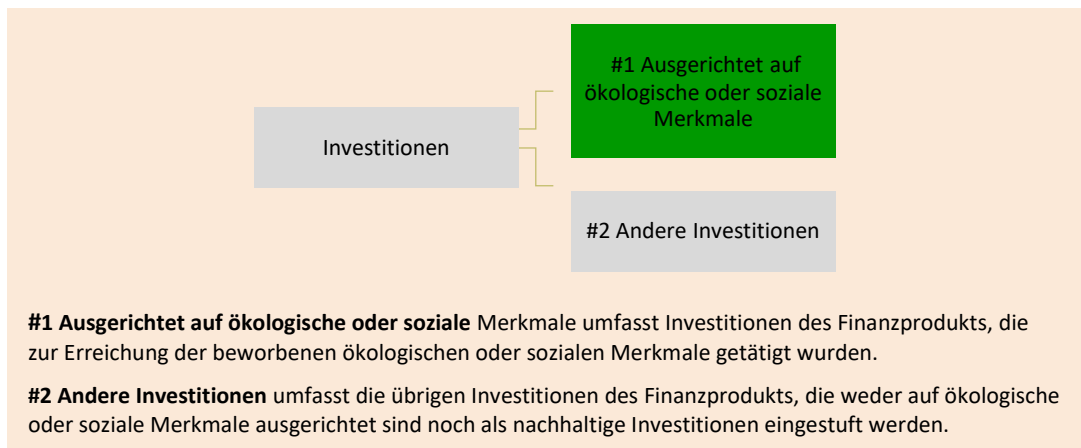 #1 Ausgerichtet auf
ökologische oder soziale
Merkmale
Investitionen
#2 Andere Investitionen
#1 Ausgerichtet auf ökologische oder soziale Merkmale umfasst Investitionen des Finanzprodukts, die
zur Erreichung der beworbenen ökologischen oder sozialen Merkmale getätigt wurden.
#2 Andere Investitionen umfasst die übrigen Investitionen des Finanzprodukts, die weder auf ökologische
oder soziale Merkmale ausgerichtet sind noch als nachhaltige Investitionen eingestuft werden.